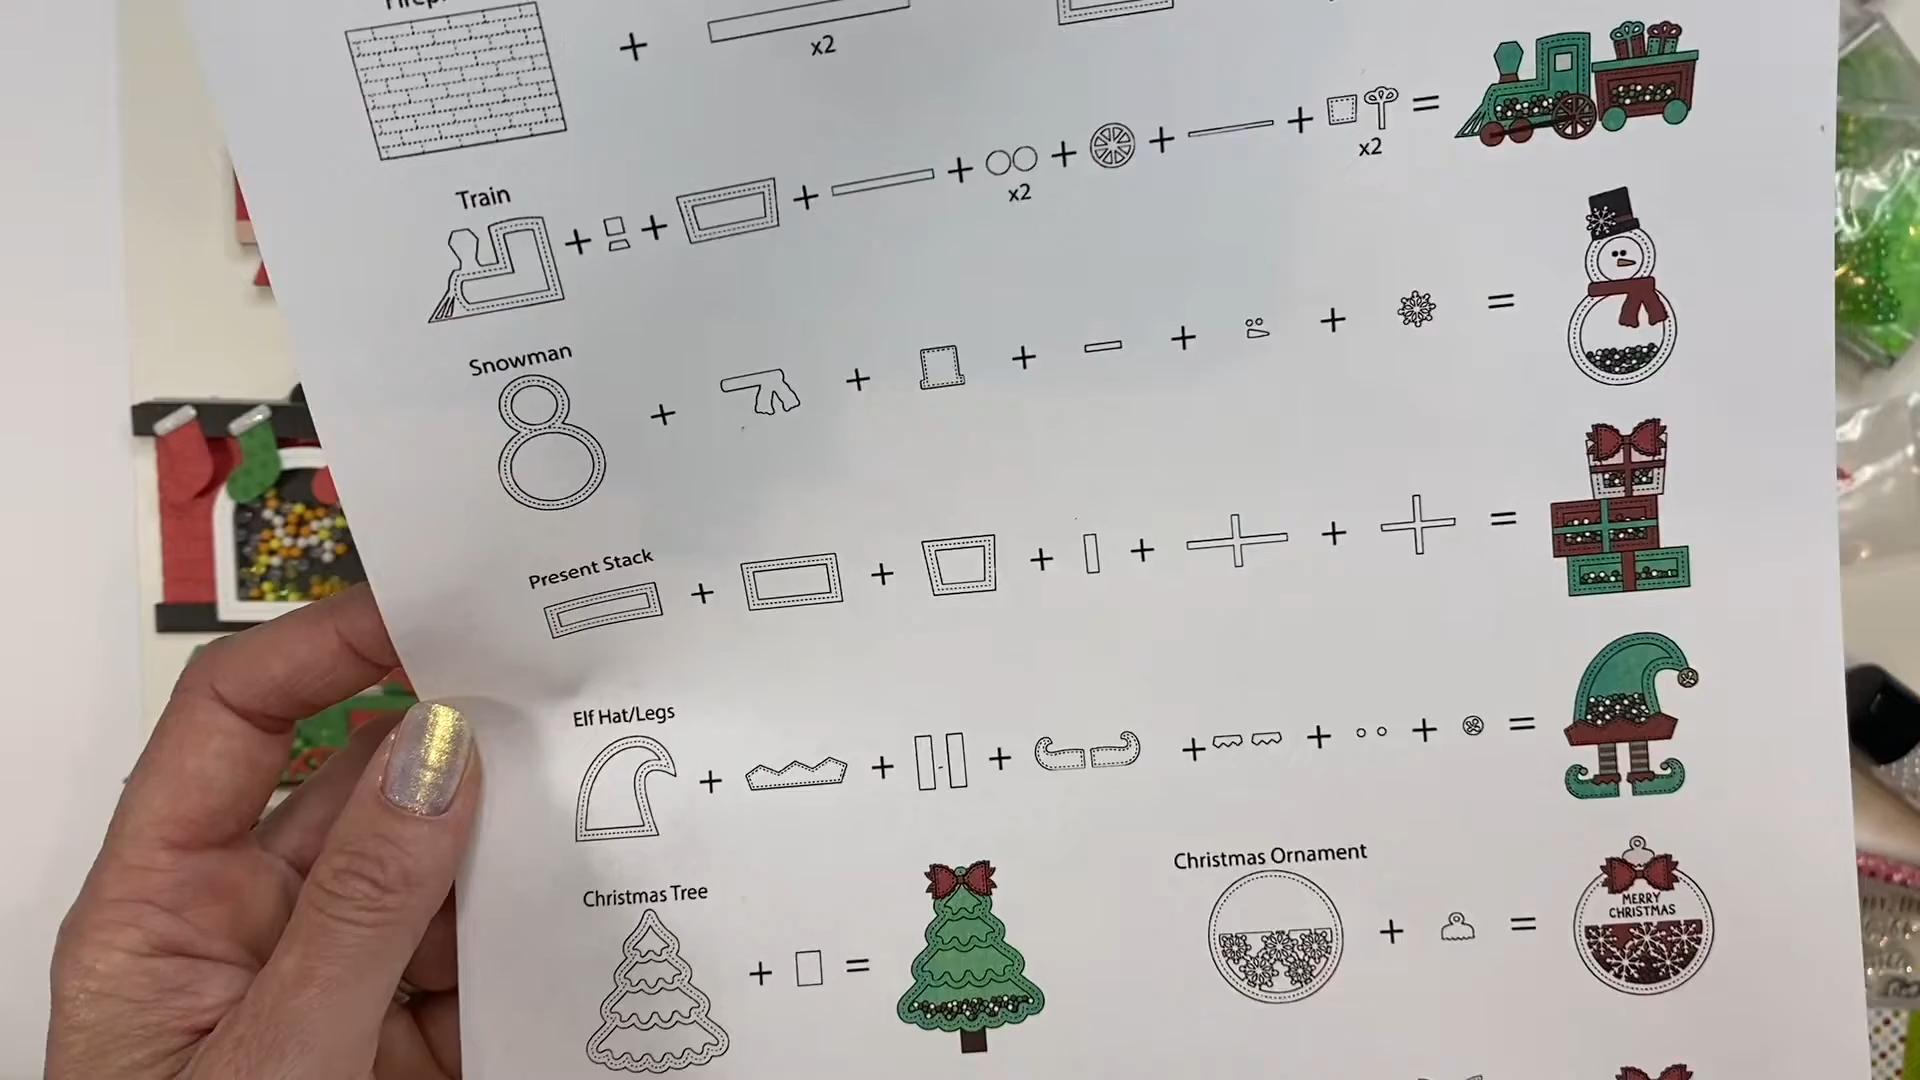 x2
x2
Train
x2
Snowman
Present Stack
Elf Hat/Legs
Christmas Ornament
Christmas Tree
MERRY
CHRISTMAS